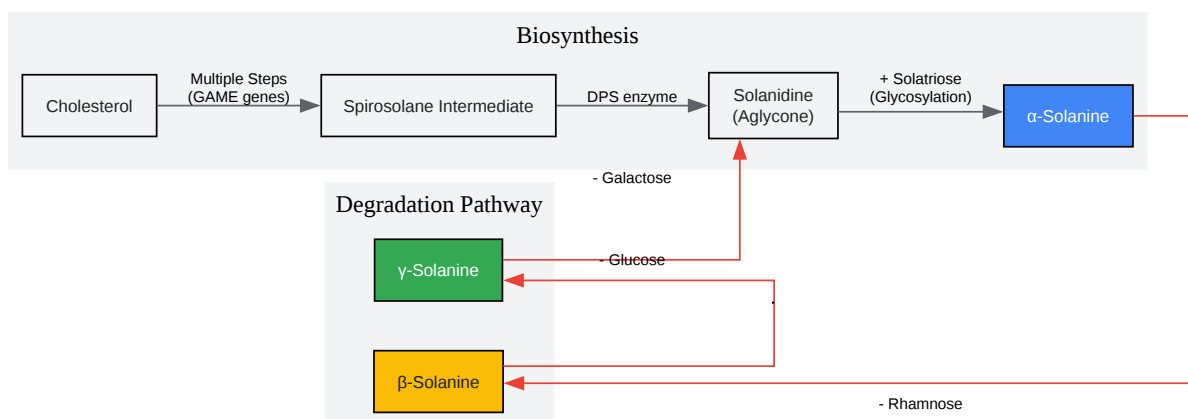 Biosynthesis
Cholesterol
Multiple Steps
(GAME genes)
Spirosolane Intermediate
DPS enzyme
Solanidine
(Aglycone)
+ Solatriose
(Glycosylation)
α-Solanine
- Galactose
Degradation Pathway
γ-Solanine
- Glucose
β-Solanine
- Rhamnose